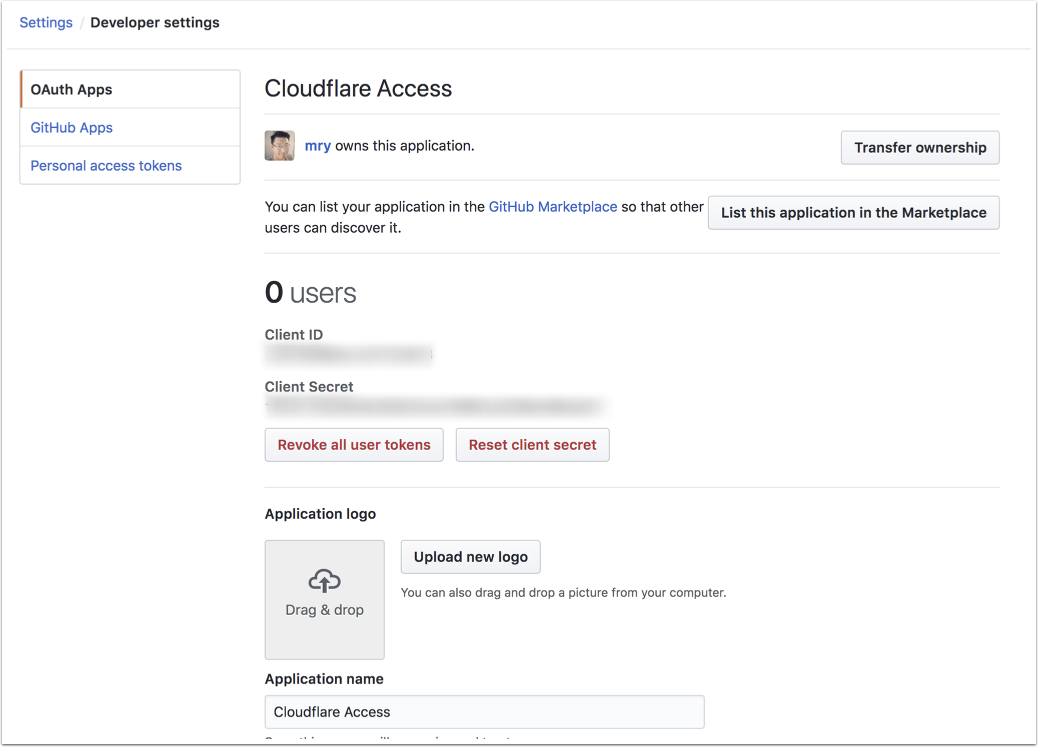 Settings / Developer settings
OAuth Apps
GitHub Apps
Personal access tokens
Cloudflare Access
mry owns this application.
Transfer ownership
You can list your application in the GitHub Marketplace so that other
users can discover it.
List this application in the Marketplace
0 users
Client ID
Client Secret
Revoke all user tokens
Reset client secret
Application logo
Drag & drop
Upload new logo
You can also drag and drop a picture from your computer.
Application name
Cloudflare Access